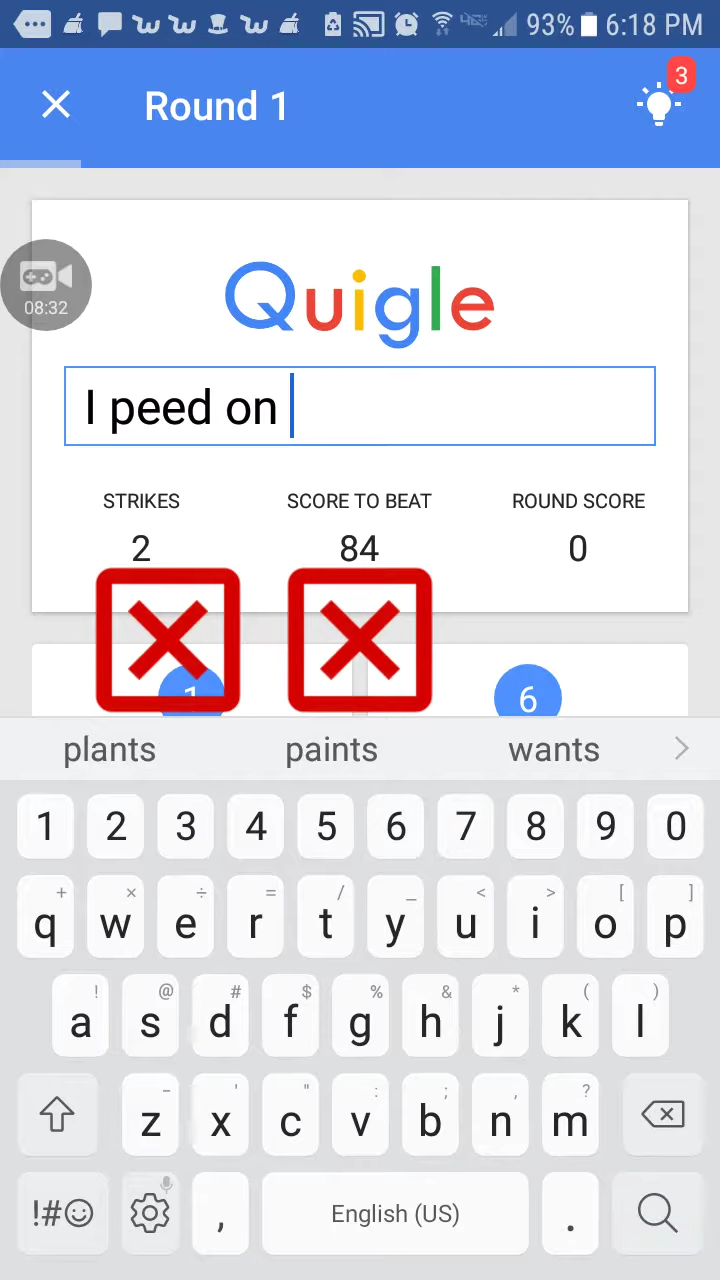 93% 6:18 PM
Round 1
3
08:32
Quigle
I peed on
STRIKES SCORE TO BEAT ROUND SCORE
2 84 0
1 6
plants paints wants
1 2 3 4 5 6 7 8 9 0
+ × ÷ = / _ < > [ ]
q w e r t y u i o p
! @ # $ % & * ( )
a s d f g h j k l
- ' " : ; , ?
z x c v b n m
!#☺ , English (US) .